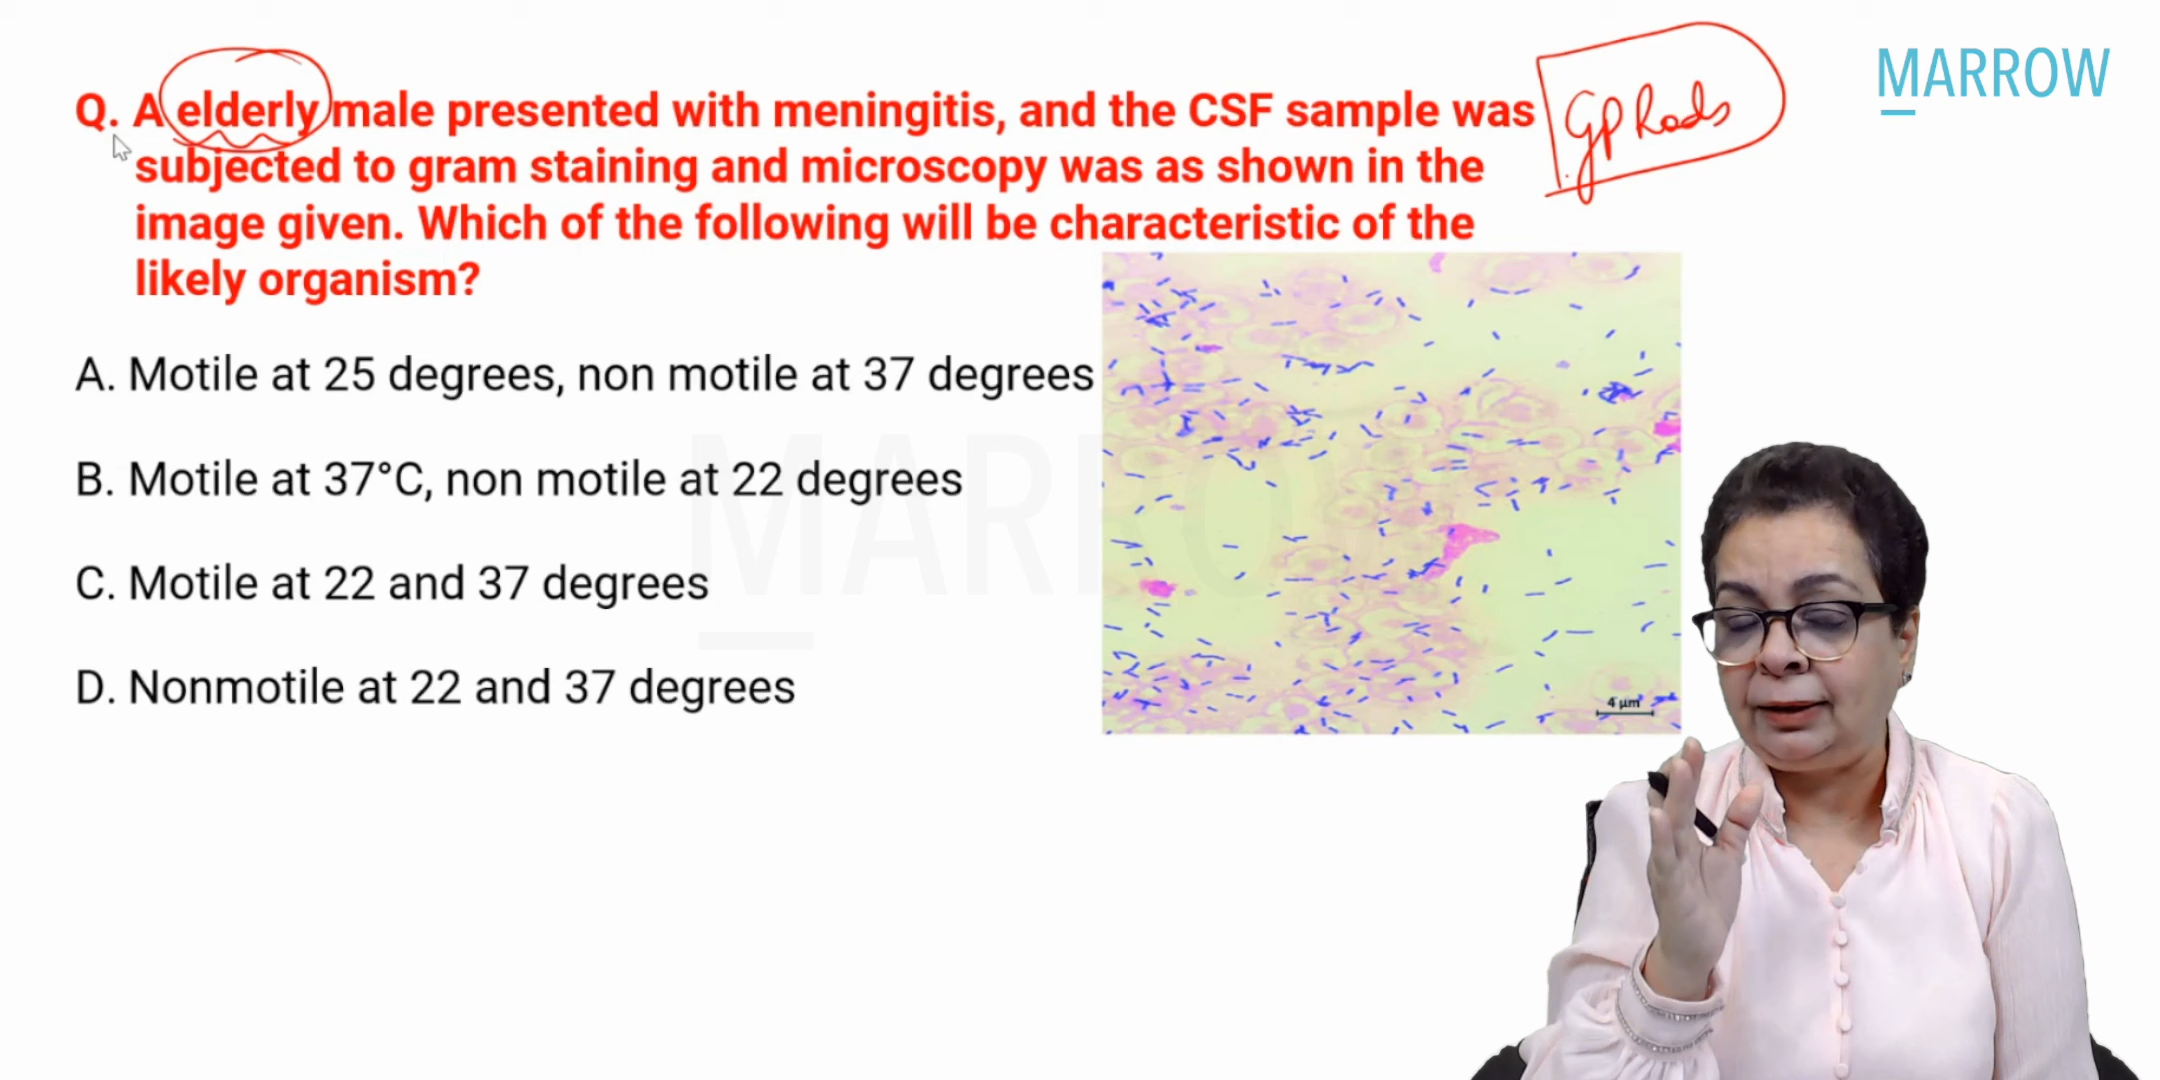 MARROW
Q. A elderly male presented with meningitis, and the CSF sample was
GP Rods
subjected to gram staining and microscopy was as shown in the
image given. Which of the following will be characteristic of the
likely organism?
A. Motile at 25 degrees, non motile at 37 degrees
B. Motile at 37°C, non motile at 22 degrees
C. Motile at 22 and 37 degrees
D. Nonmotile at 22 and 37 degrees
MARRO
4 µm